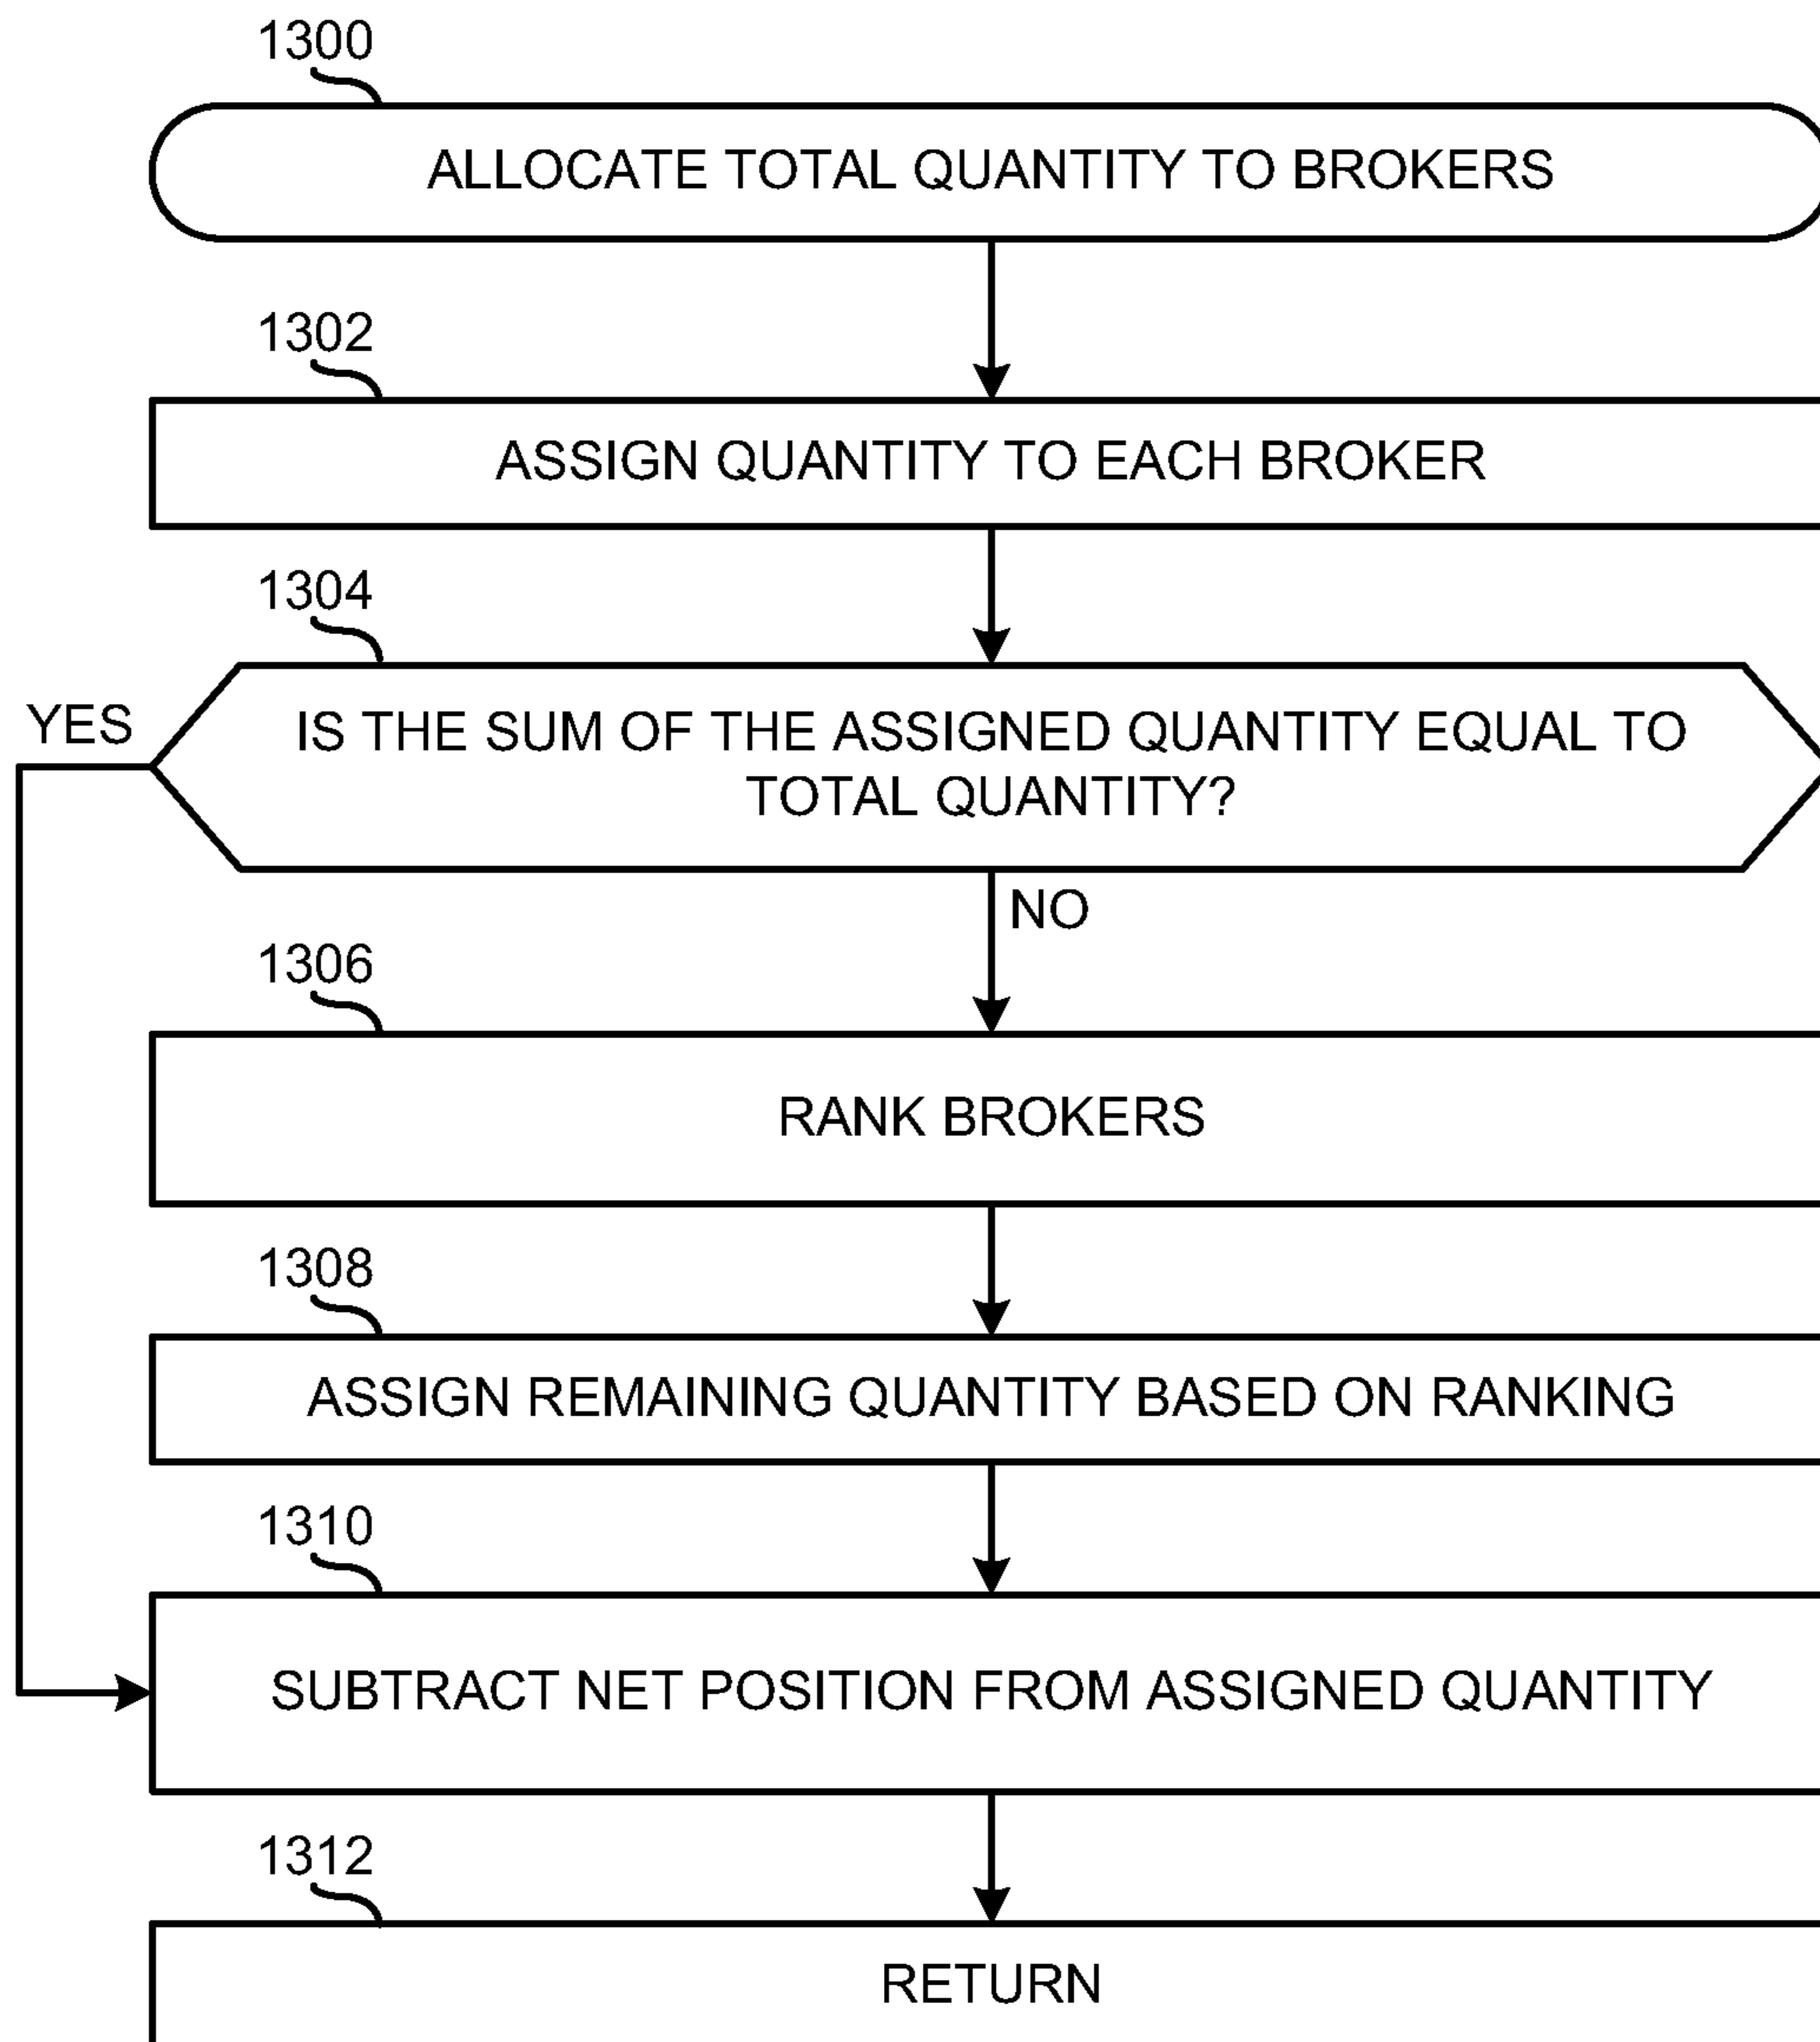 1300
ALLOCATE TOTAL QUANTITY TO BROKERS
1302
ASSIGN QUANTITY TO EACH BROKER
1304
YES
IS THE SUM OF THE ASSIGNED QUANTITY EQUAL TO
TOTAL QUANTITY?
NO
1306
RANK BROKERS
1308
ASSIGN REMAINING QUANTITY BASED ON RANKING
1310
SUBTRACT NET POSITION FROM ASSIGNED QUANTITY
1312
RETURN